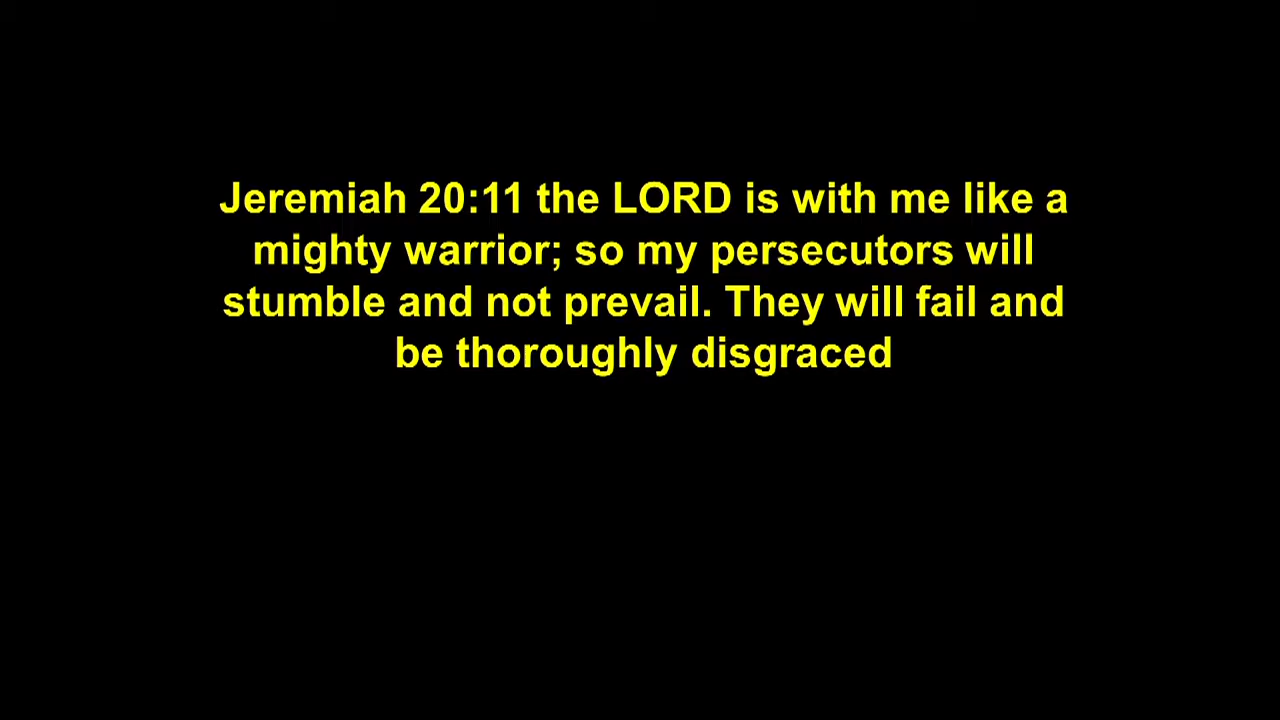 Jeremiah 20:11 the LORD is with me like a
mighty warrior; so my persecutors will
stumble and not prevail. They will fail and
be thoroughly disgraced